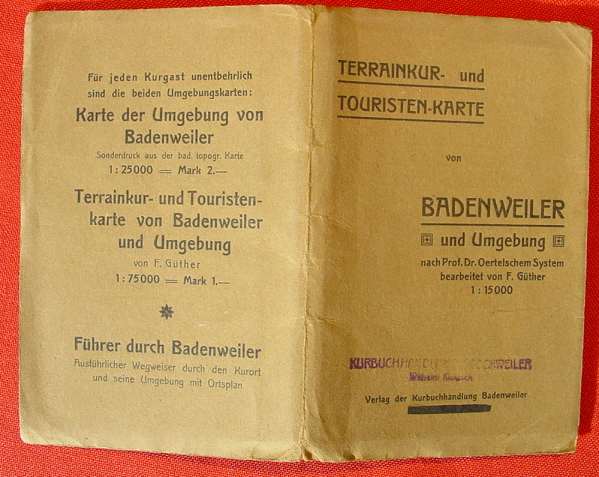 Für jeden Kurgast unentbehrlich
sind die beiden Umgebungskarten:
Karte der Umgebung von
Badenweiler
Sonderdruck aus der bad. topogr. Karte
1:25000 = Mark 2.—
Terrainkur- und Touristen-
karte von Badenweiler
und Umgebung
von F. Güther
1:75000 = Mark 1.—
Führer durch Badenweiler
Ausführlicher Wegweiser durch den Kurort
und seine Umgebung mit Ortsplan
TERRAINKUR- und
TOURISTEN-KARTE
von
BADENWEILER
und Umgebung
nach Prof. Dr. Oertelschem System
bearbeitet von F. Güther
1:15000
Verlag der Kurbuchhandlung Badenweiler